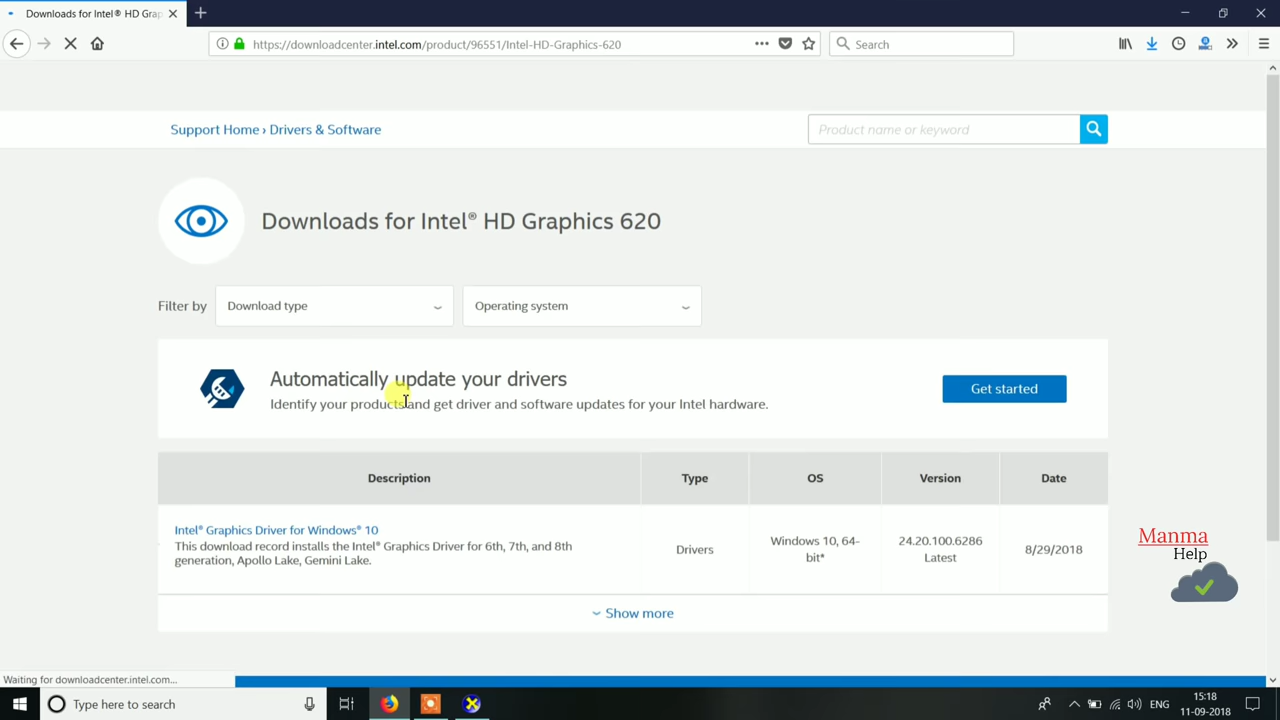 Downloads for Intel® HD Grap
https://downloadcenter.intel.com/product/96551/Intel-HD-Graphics-620
Search
Support Home › Drivers & Software
Product name or keyword
Downloads for Intel® HD Graphics 620
Filter by
Download type
Operating system
Automatically update your drivers
Identify your products and get driver and software updates for your Intel hardware.
Get started
Description
Type
OS
Version
Date
Intel® Graphics Driver for Windows® 10
This download record installs the Intel® Graphics Driver for 6th, 7th, and 8th
generation, Apollo Lake, Gemini Lake.
Drivers
Windows 10, 64-
bit*
24.20.100.6286
Latest
8/29/2018
Show more
Manma
Help
Waiting for downloadcenter.intel.com...
Type here to search
ENG
15:18
11-09-2018